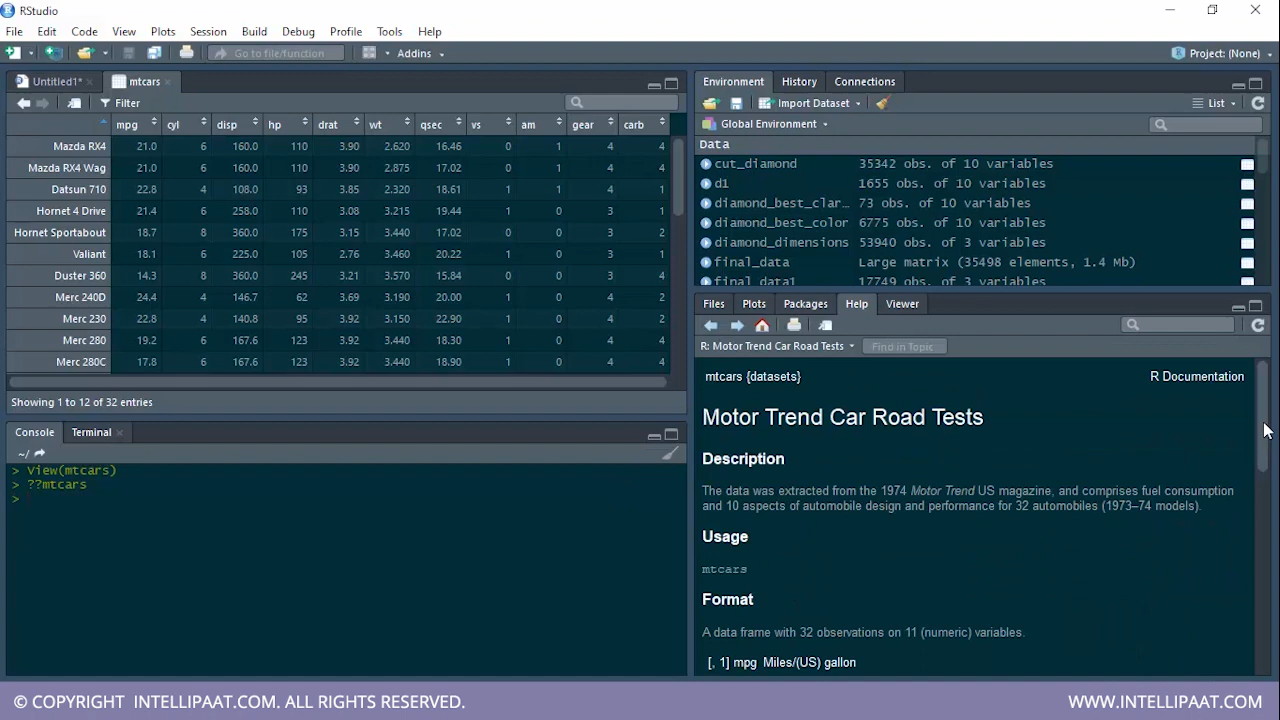 RStudio
File Edit Code View Plots Session Build Debug Profile Tools Help
Go to file/function Addins Project: (None)
Untitled1* mtcars
Filter
mpg cyl disp hp drat wt qsec vs am gear carb
Mazda RX4 21.0 6 160.0 110 3.90 2.620 16.46 0 1 4 4
Mazda RX4 Wag 21.0 6 160.0 110 3.90 2.875 17.02 0 1 4 4
Datsun 710 22.8 4 108.0 93 3.85 2.320 18.61 1 1 4 1
Hornet 4 Drive 21.4 6 258.0 110 3.08 3.215 19.44 1 0 3 1
Hornet Sportabout 18.7 8 360.0 175 3.15 3.440 17.02 0 0 3 2
Valiant 18.1 6 225.0 105 2.76 3.460 20.22 1 0 3 1
Duster 360 14.3 8 360.0 245 3.21 3.570 15.84 0 0 3 4
Merc 240D 24.4 4 146.7 62 3.69 3.190 20.00 1 0 4 2
Merc 230 22.8 4 140.8 95 3.92 3.150 22.90 1 0 4 2
Merc 280 19.2 6 167.6 123 3.92 3.440 18.30 1 0 4 4
Merc 280C 17.8 6 167.6 123 3.92 3.440 18.90 1 0 4 4
Showing 1 to 12 of 32 entries
Console Terminal
~/
> View(mtcars)
> ??mtcars
>
Environment History Connections
Import Dataset List
Global Environment
Data
cut_diamond 35342 obs. of 10 variables
d1 1655 obs. of 10 variables
diamond_best_clar… 73 obs. of 10 variables
diamond_best_color 6775 obs. of 10 variables
diamond_dimensions 53940 obs. of 3 variables
final_data Large matrix (35498 elements, 1.4 Mb)
final_data1 17749 obs. of 3 variables
Files Plots Packages Help Viewer
R: Motor Trend Car Road Tests Find in Topic
mtcars {datasets} R Documentation
Motor Trend Car Road Tests
Description
The data was extracted from the 1974 Motor Trend US magazine, and comprises fuel consumption
and 10 aspects of automobile design and performance for 32 automobiles (1973–74 models).
Usage
mtcars
Format
A data frame with 32 observations on 11 (numeric) variables.
[, 1] mpg Miles/(US) gallon
© COPYRIGHT INTELLIPAAT.COM. ALL RIGHTS RESERVED. WWW.INTELLIPAAT.COM